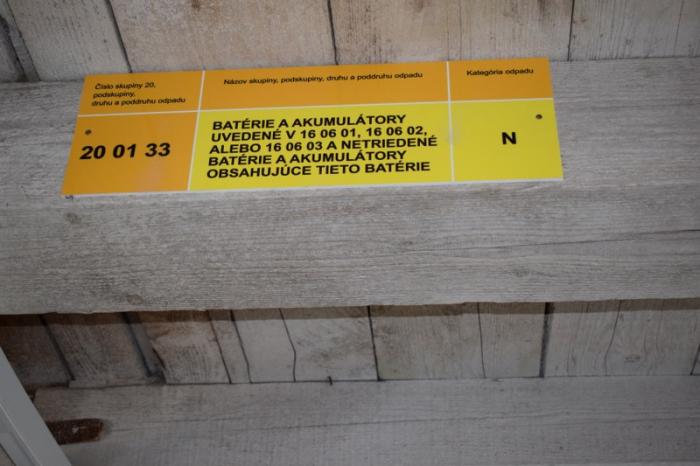 Číslo skupiny 20,
podskupiny,
druhu a poddruhu odpadu
Názov skupiny, podskupiny, druhu a poddruhu odpadu
Kategória odpadu
20 01 33
BATÉRIE A AKUMULÁTORY
UVEDENÉ V 16 06 01, 16 06 02,
ALEBO 16 06 03 A NETRIEDENÉ
BATÉRIE A AKUMULÁTORY
OBSAHUJÚCE TIETO BATÉRIE
N